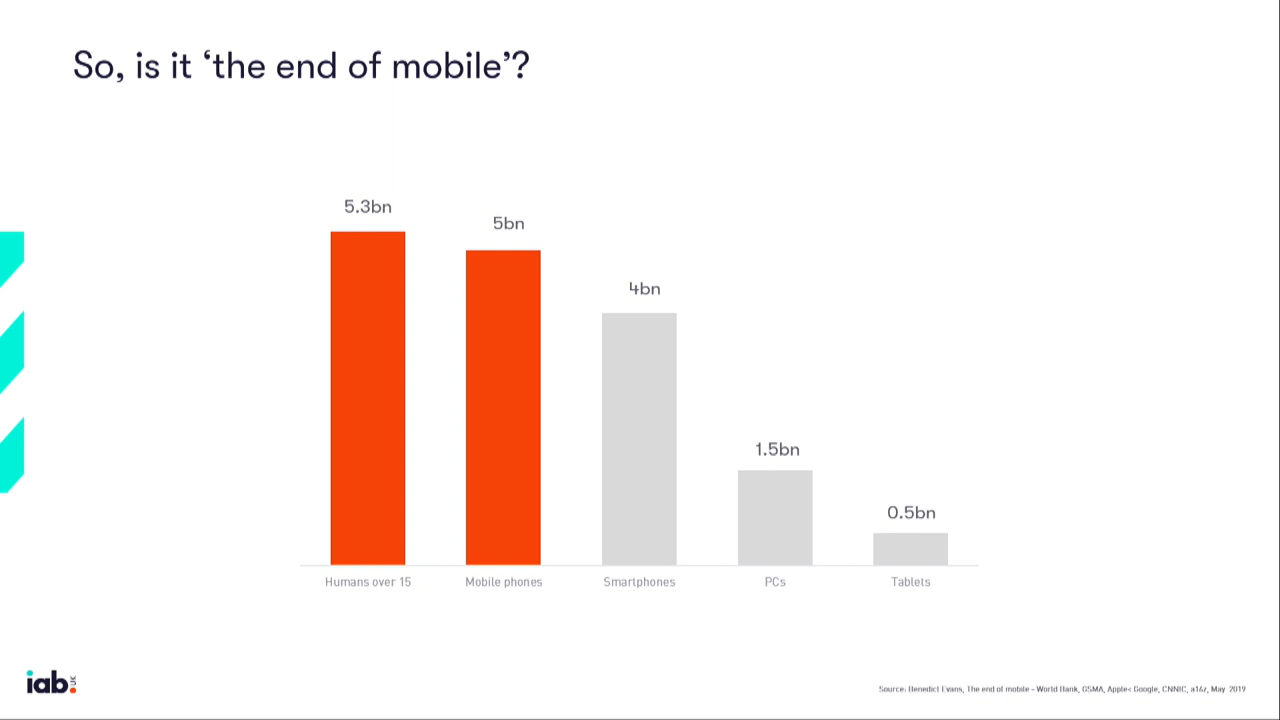 So, is it ‘the end of mobile’?
5.3bn
5bn
4bn
1.5bn
0.5bn
Humans over 15
Mobile phones
Smartphones
PCs
Tablets
iab:
UK
Source: Benedict Evans, The end of mobile - World Bank, GSMA, Apple< Google, CNNIC, a16z, May 2019